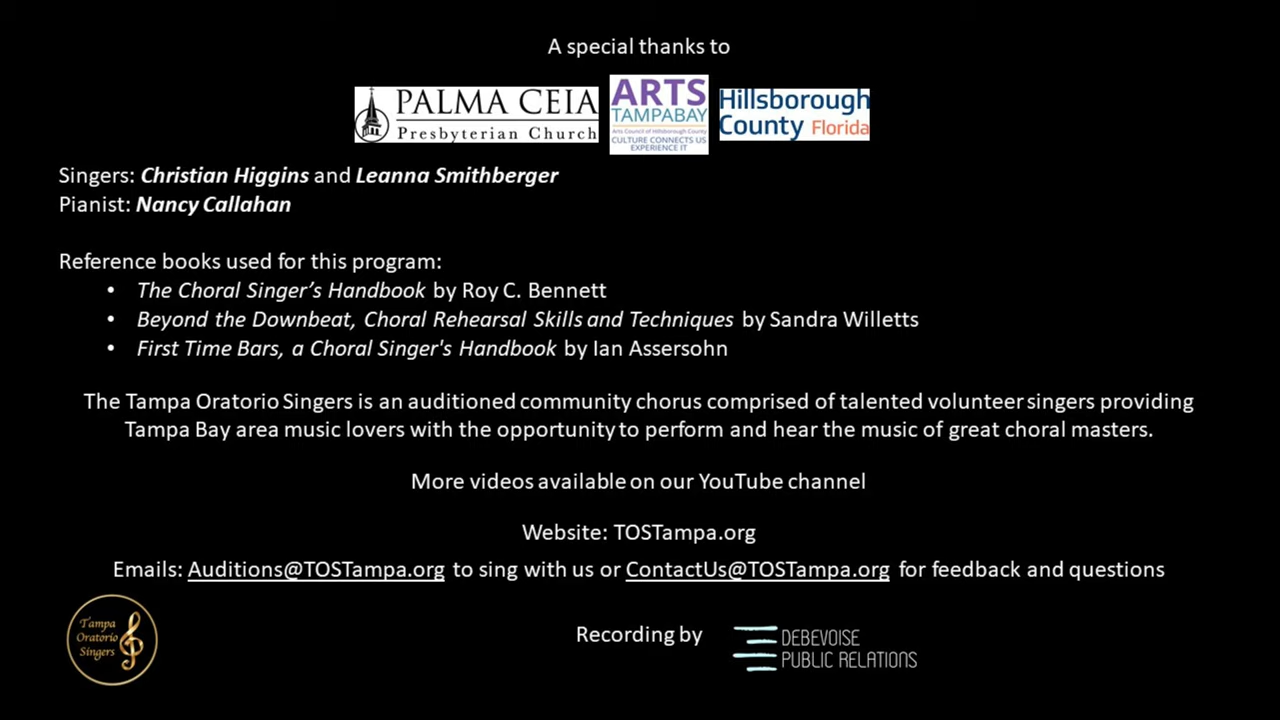 A special thanks to
PALMA CEIA
Presbyterian Church
ARTS
TAMPABAY
Arts Council of Hillsborough County
CULTURE CONNECTS US
EXPERIENCE IT
Hillsborough
County Florida
Singers: Christian Higgins and Leanna Smithberger
Pianist: Nancy Callahan
Reference books used for this program:
• The Choral Singer’s Handbook by Roy C. Bennett
• Beyond the Downbeat, Choral Rehearsal Skills and Techniques by Sandra Willetts
• First Time Bars, a Choral Singer's Handbook by Ian Assersohn
The Tampa Oratorio Singers is an auditioned community chorus comprised of talented volunteer singers providing
Tampa Bay area music lovers with the opportunity to perform and hear the music of great choral masters.
More videos available on our YouTube channel
Website: TOSTampa.org
Emails: Auditions@TOSTampa.org to sing with us or ContactUs@TOSTampa.org for feedback and questions
Tampa
Oratorio
Singers
Recording by
DEBEVOISE
PUBLIC RELATIONS